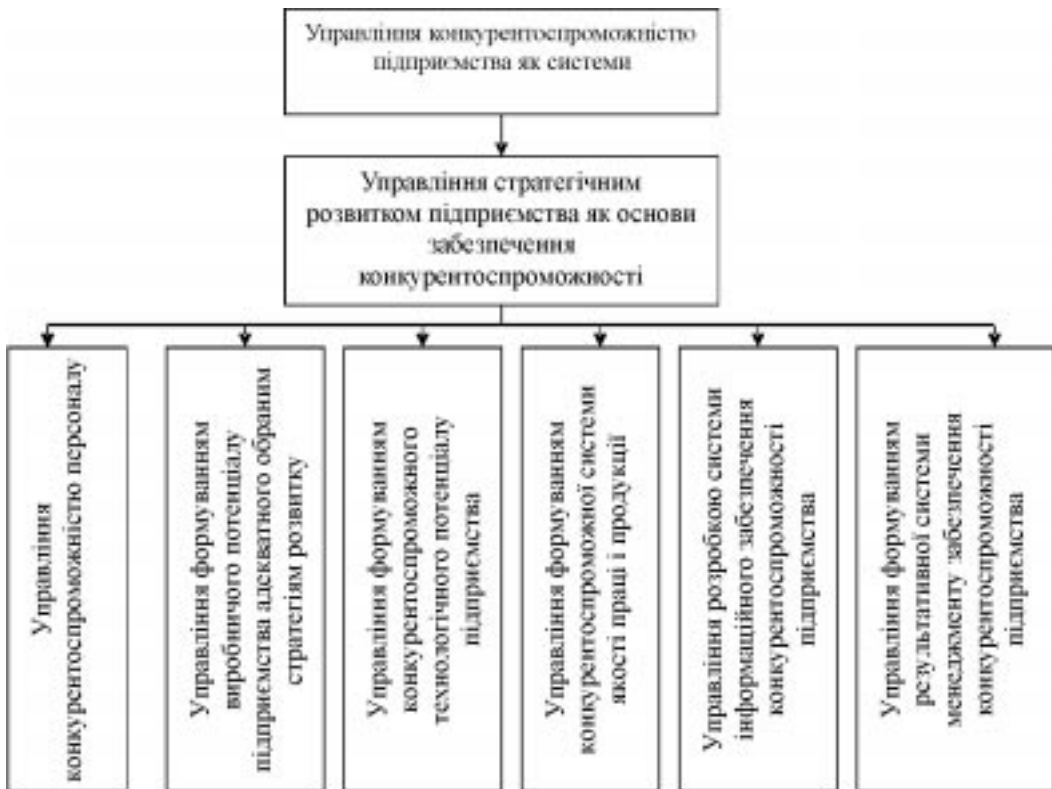 Управління конкурентоспроможністю
підприємства як системи
Управління стратегічним
розвитком підприємства як основи
забезпечення
конкурентоспроможності
Управління
конкурентоспроможністю персоналу
Управління формуванням
виробничого потенціалу
підприємства адекватного обраним
стратегіям розвитку
Управління формуванням
конкурентоспроможного
технологічного потенціалу
підприємства
Управління формуванням
конкурентоспроможної системи
якості праці і продукції
Управління розробкою системи
інформаційного забезпечення
конкурентоспроможності
підприємства
Управління формуванням
результативної системи
менеджменту забезпечення
конкурентоспроможності
підприємства